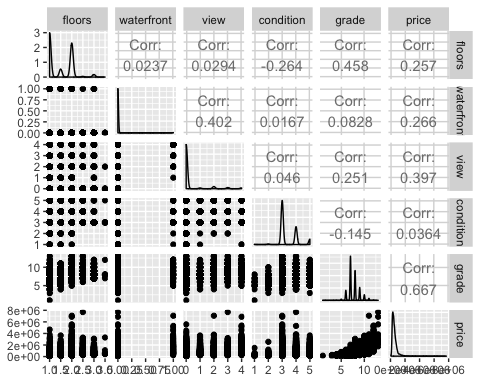 floors waterfront view condition grade price
3
2
1
0
Corr:
0.0237
Corr:
0.0294
Corr:
-0.264
Corr:
0.458
Corr:
0.257
floors
1.00
0.75
0.50
0.25
0.00
Corr:
0.402
Corr:
0.0167
Corr:
0.0828
Corr:
0.266
waterfront
4
3
2
1
0
Corr:
0.046
Corr:
0.251
Corr:
0.397
view
5
4
3
2
1
Corr:
-0.145
Corr:
0.0364
condition
10
5
Corr:
0.667
grade
8e+06
6e+06
4e+06
2e+06
0e+00
price
0 1 2 3 4 1 2 3 4 5 5 10